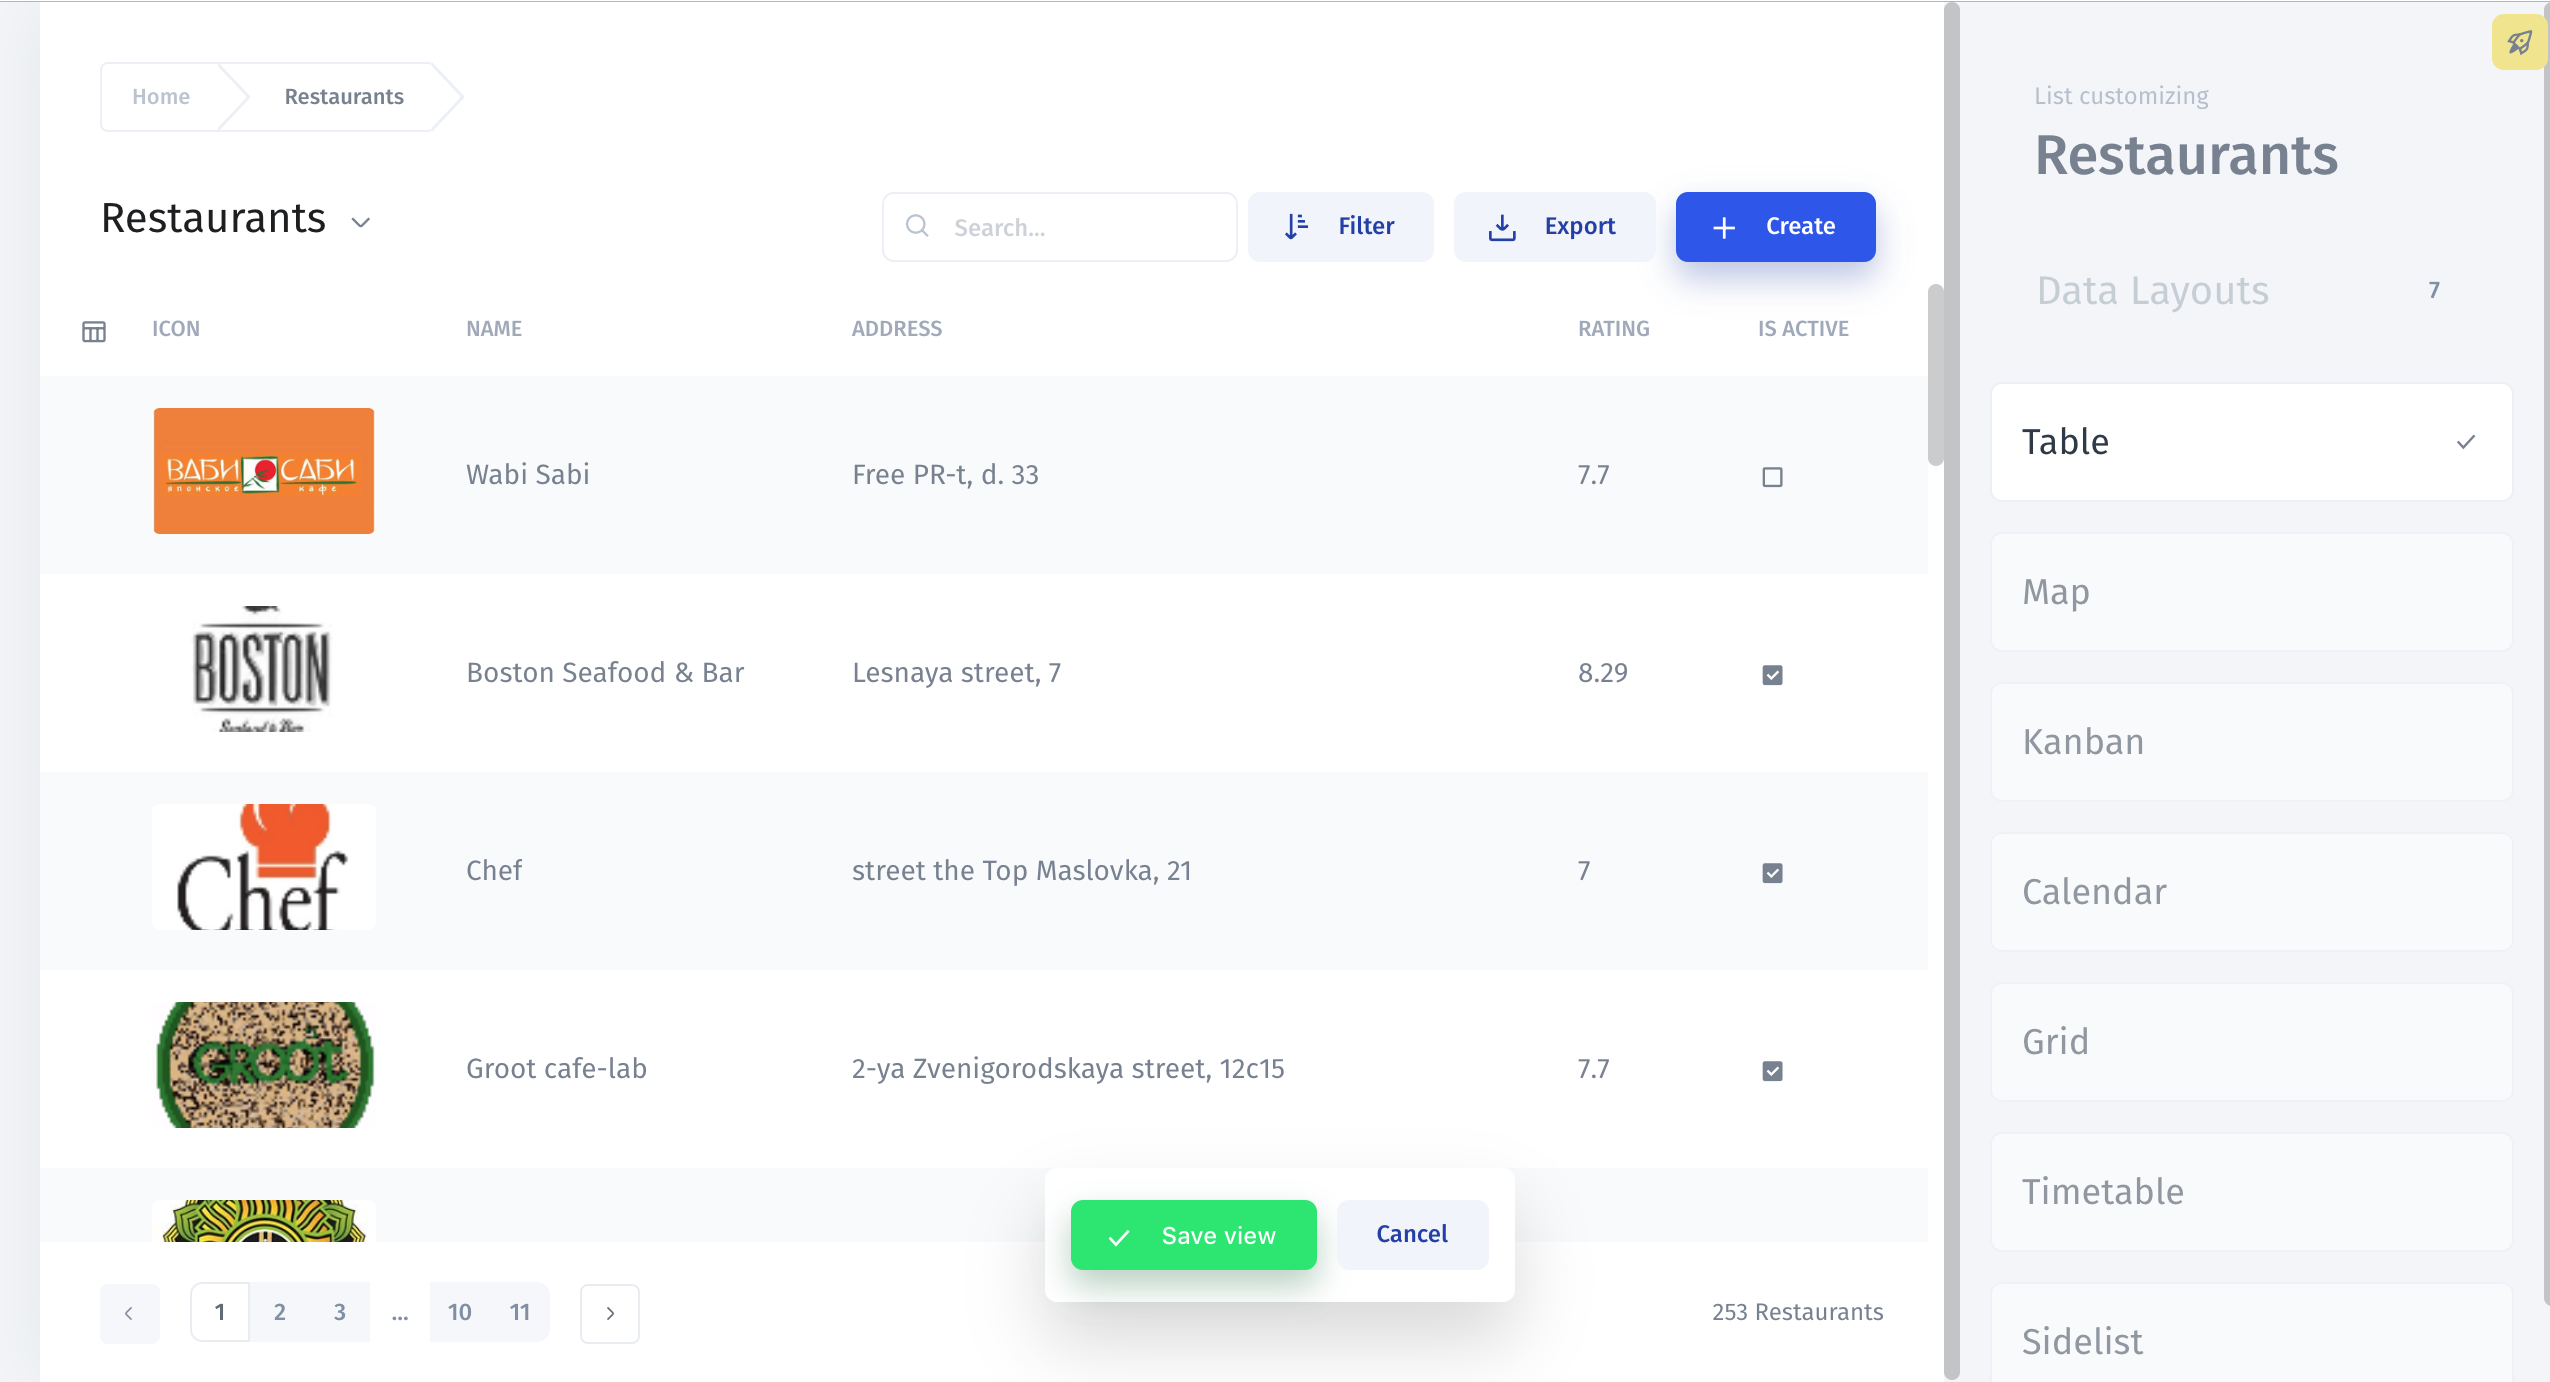 Home
Restaurants
Restaurants
Search...
Filter
Export
Create
ICON
NAME
ADDRESS
RATING
IS ACTIVE
ВАБИ САБИ
японское кафе
Wabi Sabi
Free PR-t, d. 33
7.7
BOSTON
Seafood & Bar
Boston Seafood & Bar
Lesnaya street, 7
8.29
Chef
Chef
street the Top Maslovka, 21
7
GROOT
Groot cafe-lab
2-ya Zvenigorodskaya street, 12c15
7.7
Save view
Cancel
1
2
3
...
10
11
253 Restaurants
List customizing
Restaurants
Data Layouts
7
Table
Map
Kanban
Calendar
Grid
Timetable
Sidelist